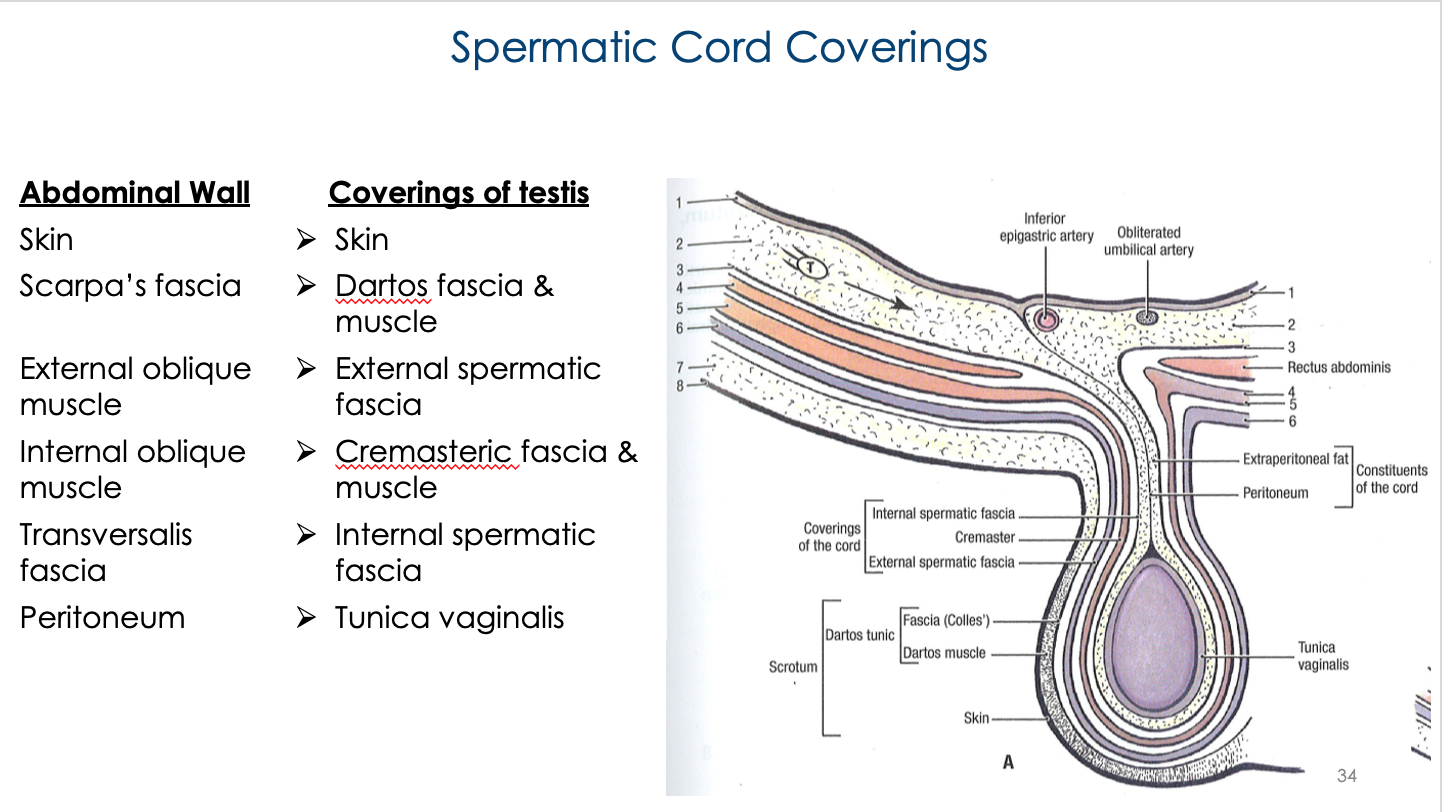 Spermatic Cord Coverings
Abdominal Wall
Coverings of testis
Skin
➢ Skin
Scarpa’s fascia
➢ Dartos fascia &
muscle
External oblique
muscle
➢ External spermatic
fascia
Internal oblique
muscle
➢ Cremasteric fascia &
muscle
Transversalis
fascia
➢ Internal spermatic
fascia
Peritoneum
➢ Tunica vaginalis
1
2
3
4
5
6
7
8
T
Inferior
epigastric artery
Obliterated
umbilical artery
1
2
3
Rectus abdominis
4
5
6
Extraperitoneal fat
Peritoneum
Constituents
of the cord
Coverings
of the cord
Internal spermatic fascia
Cremaster
External spermatic fascia
Scrotum
Dartos tunic
Fascia (Colles’)
Dartos muscle
Skin
Tunica
vaginalis
A
34